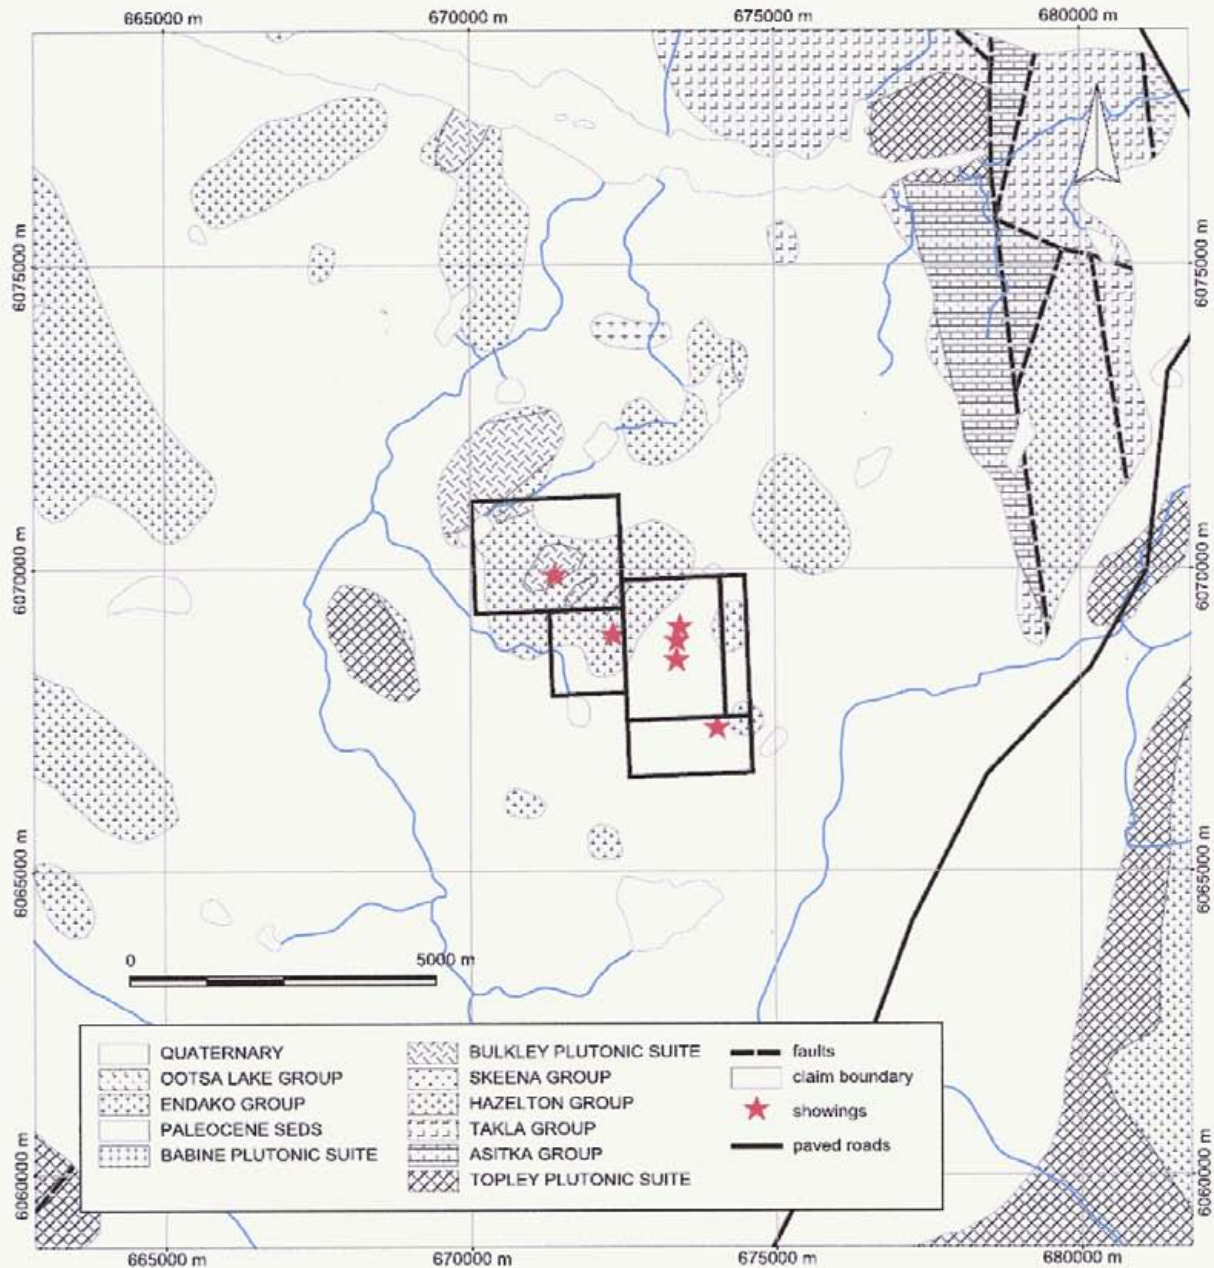 665000 m
670000 m
675000 m
680000 m
6075000 m
6075000 m
6070000 m
6070000 m
6065000 m
6065000 m
0 5000 m
QUATERNARY
OOTSA LAKE GROUP
ENDAKO GROUP
PALEOCENE SEDS
BABINE PLUTONIC SUITE
BULKLEY PLUTONIC SUITE
SKEENA GROUP
HAZELTON GROUP
TAKLA GROUP
ASITKA GROUP
TOPLEY PLUTONIC SUITE
faults
claim boundary
showings
paved roads
6060000 m
6060000 m
665000 m
670000 m
675000 m
680000 m